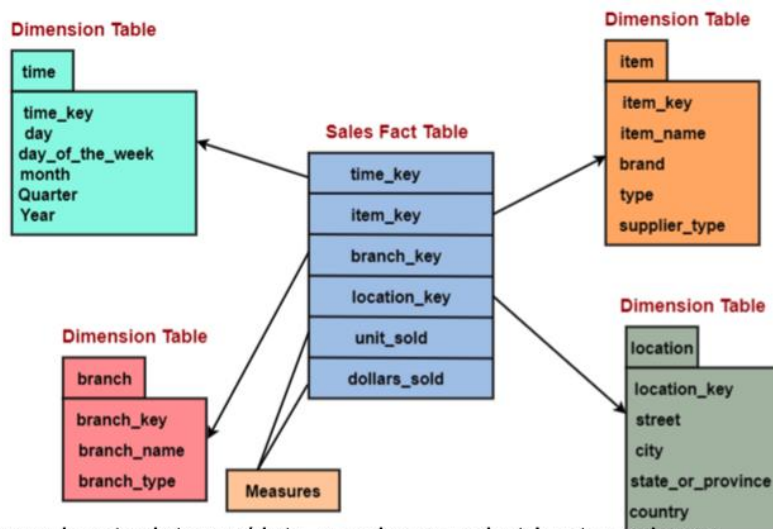 Dimension Table
time
time_key
day
day_of_the_week
month
Quarter
Year
Sales Fact Table
time_key
item_key
branch_key
location_key
unit_sold
dollars_sold
Dimension Table
item
item_key
item_name
brand
type
supplier_type
Dimension Table
branch
branch_key
branch_name
branch_type
Measures
Dimension Table
location
location_key
street
city
state_or_province
country